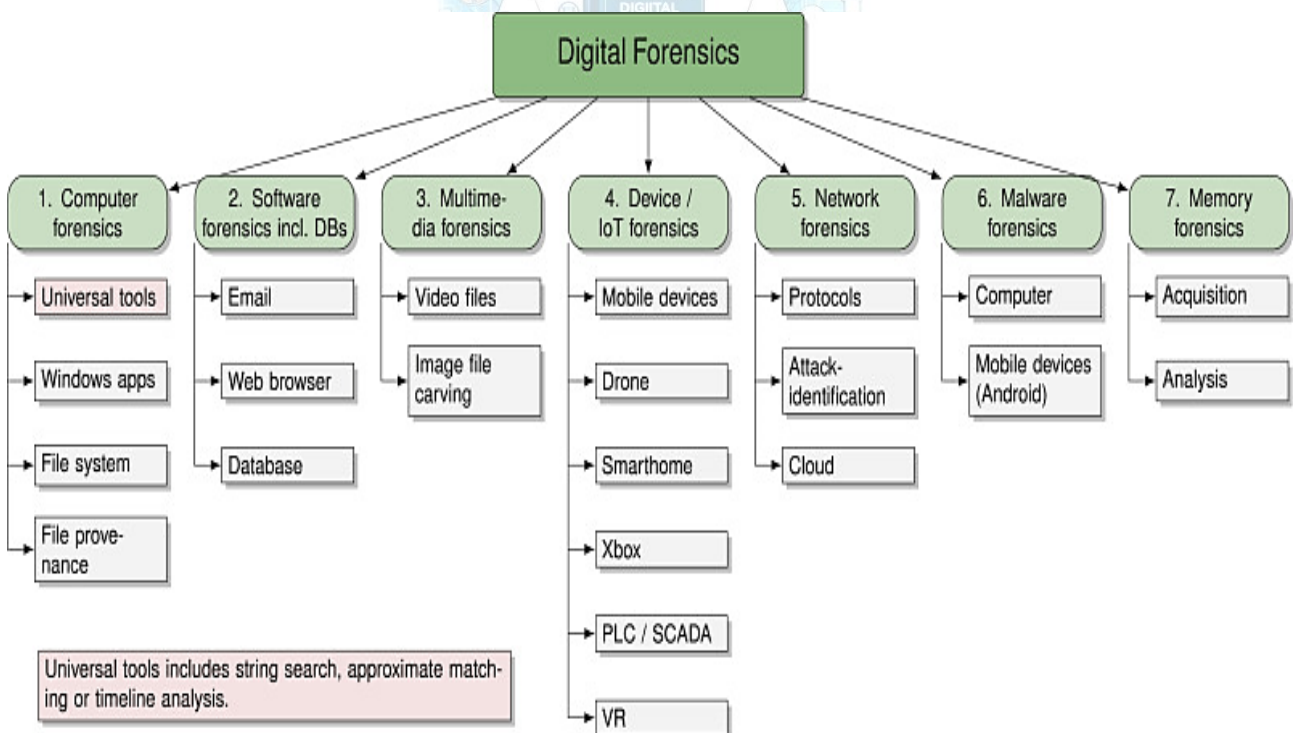 DIGIITAL
Digital Forensics
1. Computer
forensics
2. Software
forensics incl. DBs
3. Multime-
dia forensics
4. Device /
IoT forensics
5. Network
forensics
6. Malware
forensics
7. Memory
forensics
Universal tools
Windows apps
File system
File prove-
nance
Email
Web browser
Database
Video files
Image file
carving
Mobile devices
Drone
Smarthome
Xbox
PLC / SCADA
VR
Protocols
Attack-
identification
Cloud
Computer
Mobile devices
(Android)
Acquisition
Analysis
Universal tools includes string search, approximate match-
ing or timeline analysis.